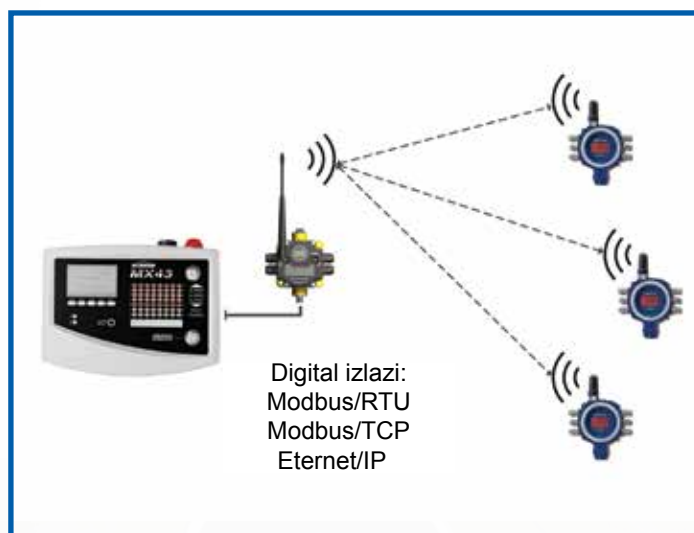 MX43
Digital izlazi:
Modbus/RTU
Modbus/TCP
Eternet/IP